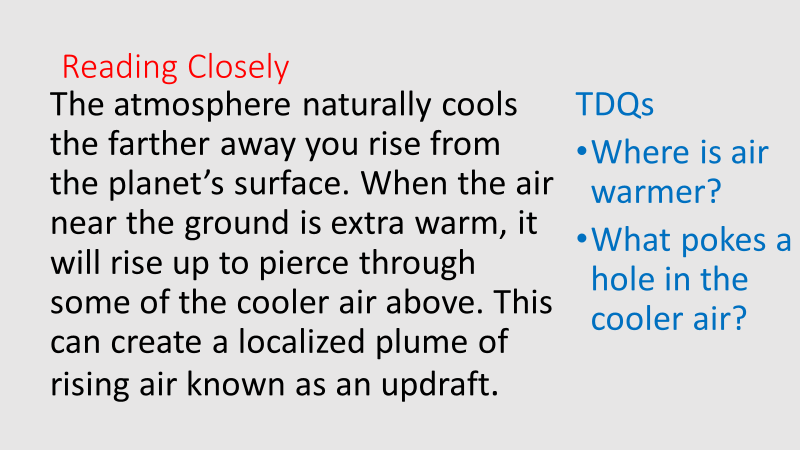 Reading Closely
The atmosphere naturally cools
the farther away you rise from
the planet’s surface. When the air
near the ground is extra warm, it
will rise up to pierce through
some of the cooler air above. This
can create a localized plume of
rising air known as an updraft.
TDQs
•Where is air
warmer?
•What pokes a
hole in the
cooler air?